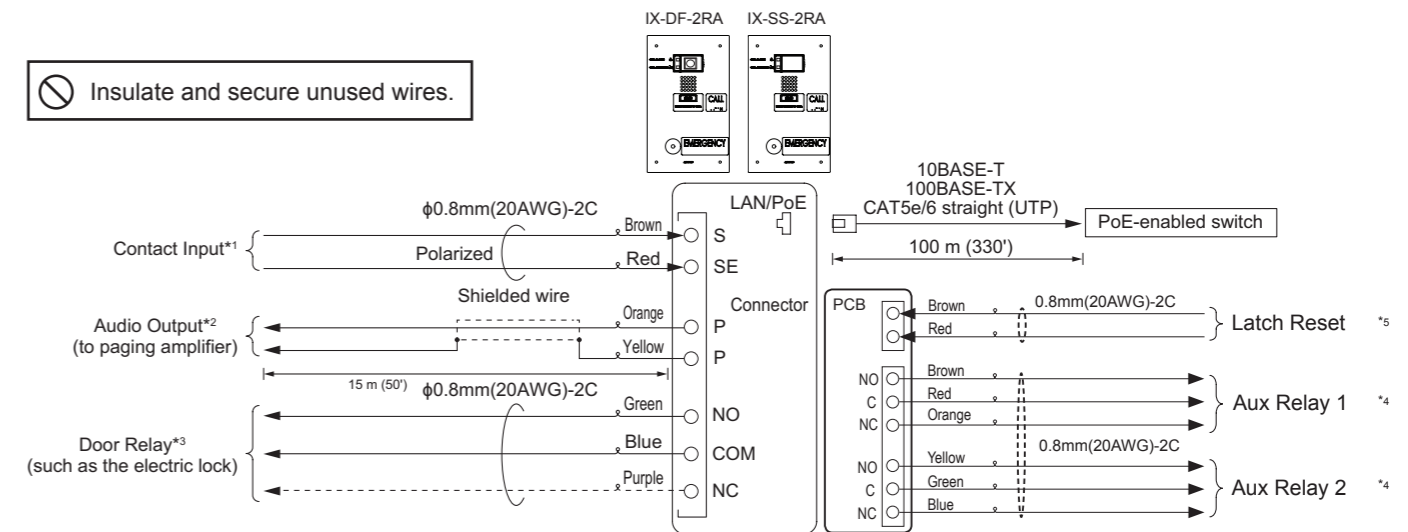 IX-DF-2RA IX-SS-2RA
Insulate and secure unused wires.
CALL
CALL
EMERGENCY
EMERGENCY
10BASE-T
100BASE-TX
CAT5e/6 straight (UTP)
PoE-enabled switch
100 m (330')
LAN/PoE
ϕ0.8mm(20AWG)-2C
Contact Input*1
Polarized
Brown
S
Red
SE
Connector
Shielded wire
Audio Output*2
(to paging amplifier)
Orange
P
Yellow
P
15 m (50')
ϕ0.8mm(20AWG)-2C
Door Relay*3
(such as the electric lock)
Green
NO
Blue
COM
Purple
NC
PCB
Brown
Red
0.8mm(20AWG)-2C
Latch Reset *5
NO Brown
C Red
NC Orange
Aux Relay 1 *4
0.8mm(20AWG)-2C
NO Yellow
C Green
NC Blue
Aux Relay 2 *4